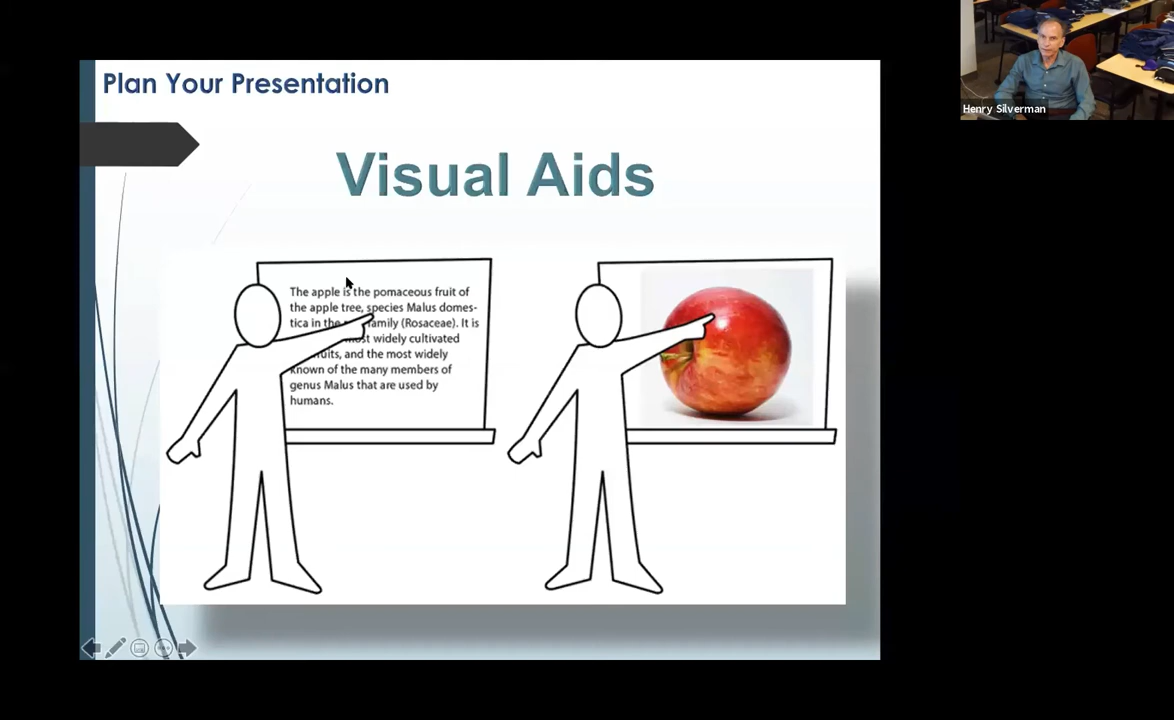 Plan Your Presentation
Henry Silverman
Visual Aids
The apple is the pomaceous fruit of
the apple tree, species Malus domes-
tica in the family (Rosaceae). It is
widely cultivated
and the most widely
known of the many members of
genus Malus that are used by
humans.